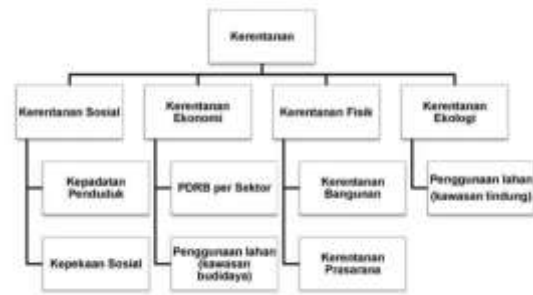 Kerentanan
Kerentanan Sosial
Kerentanan
Ekonomi
Kerentanan Fisik
Kerentanan
Ekologi
Kepadatan
Penduduk
PDRB per Sektor
Kerentanan
Bangunan
Penggunaan lahan
(kawasan lindung)
Kepekaan Sosial
Penggunaan lahan
(kawasan
budidaya)
Kerentanan
Prasarana